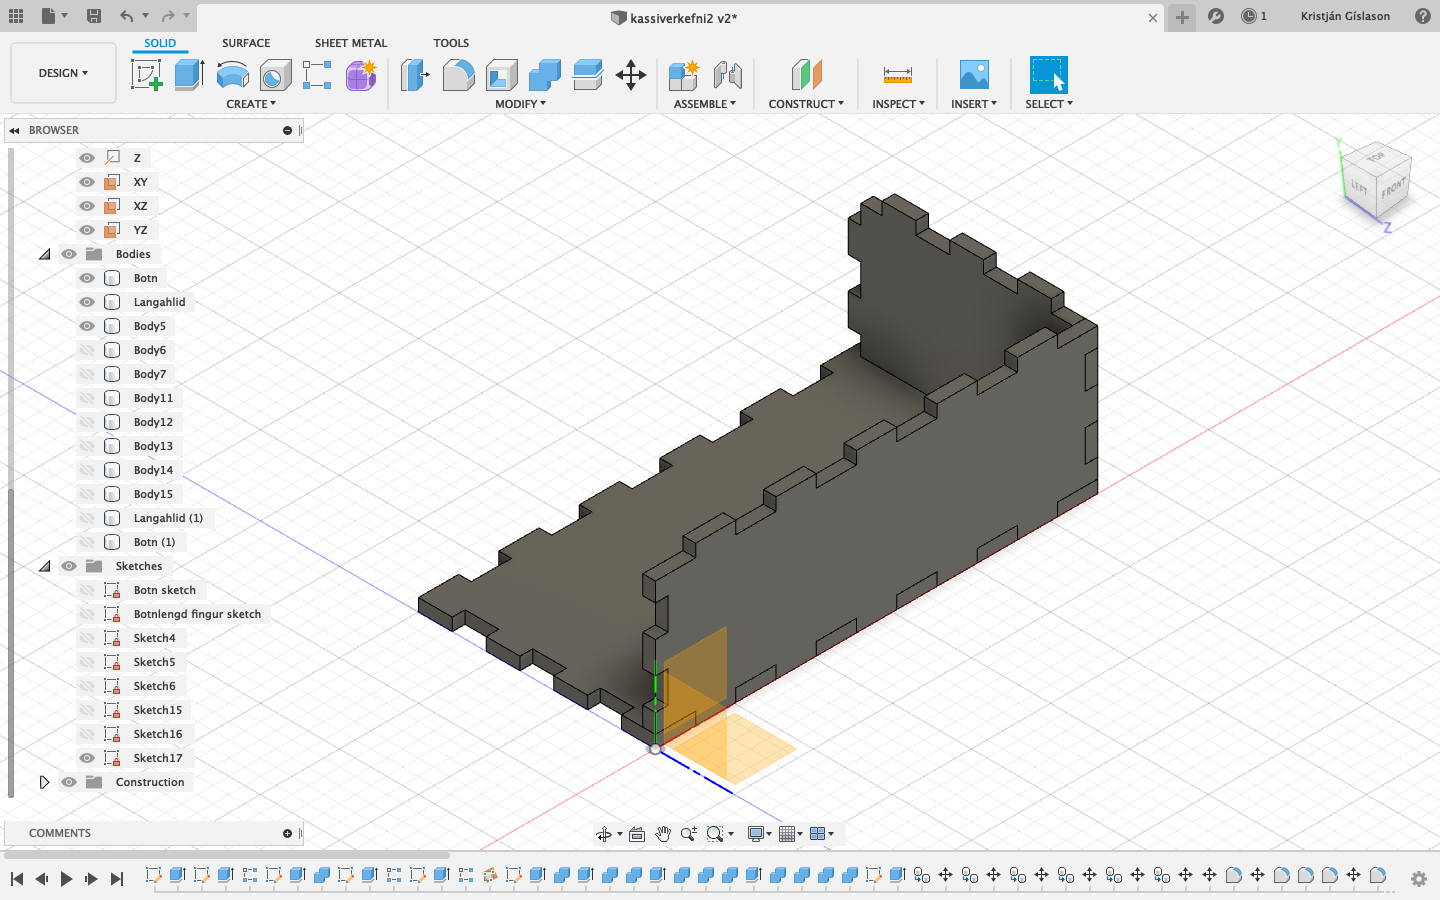 kassiverkefni2 v2*
1
Kristján Gíslason
SOLID
SURFACE
SHEET METAL
TOOLS
DESIGN
CREATE
MODIFY
ASSEMBLE
CONSTRUCT
INSPECT
INSERT
SELECT
BROWSER
Z
XY
XZ
YZ
Bodies
Botn
Langahlid
Body5
Body6
Body7
Body11
Body12
Body13
Body14
Body15
Langahlid (1)
Botn (1)
Sketches
Botn sketch
Botnlengd fingur sketch
Sketch4
Sketch5
Sketch6
Sketch15
Sketch16
Sketch17
Construction
COMMENTS
Y
TOP
LEFT
FRONT
Z